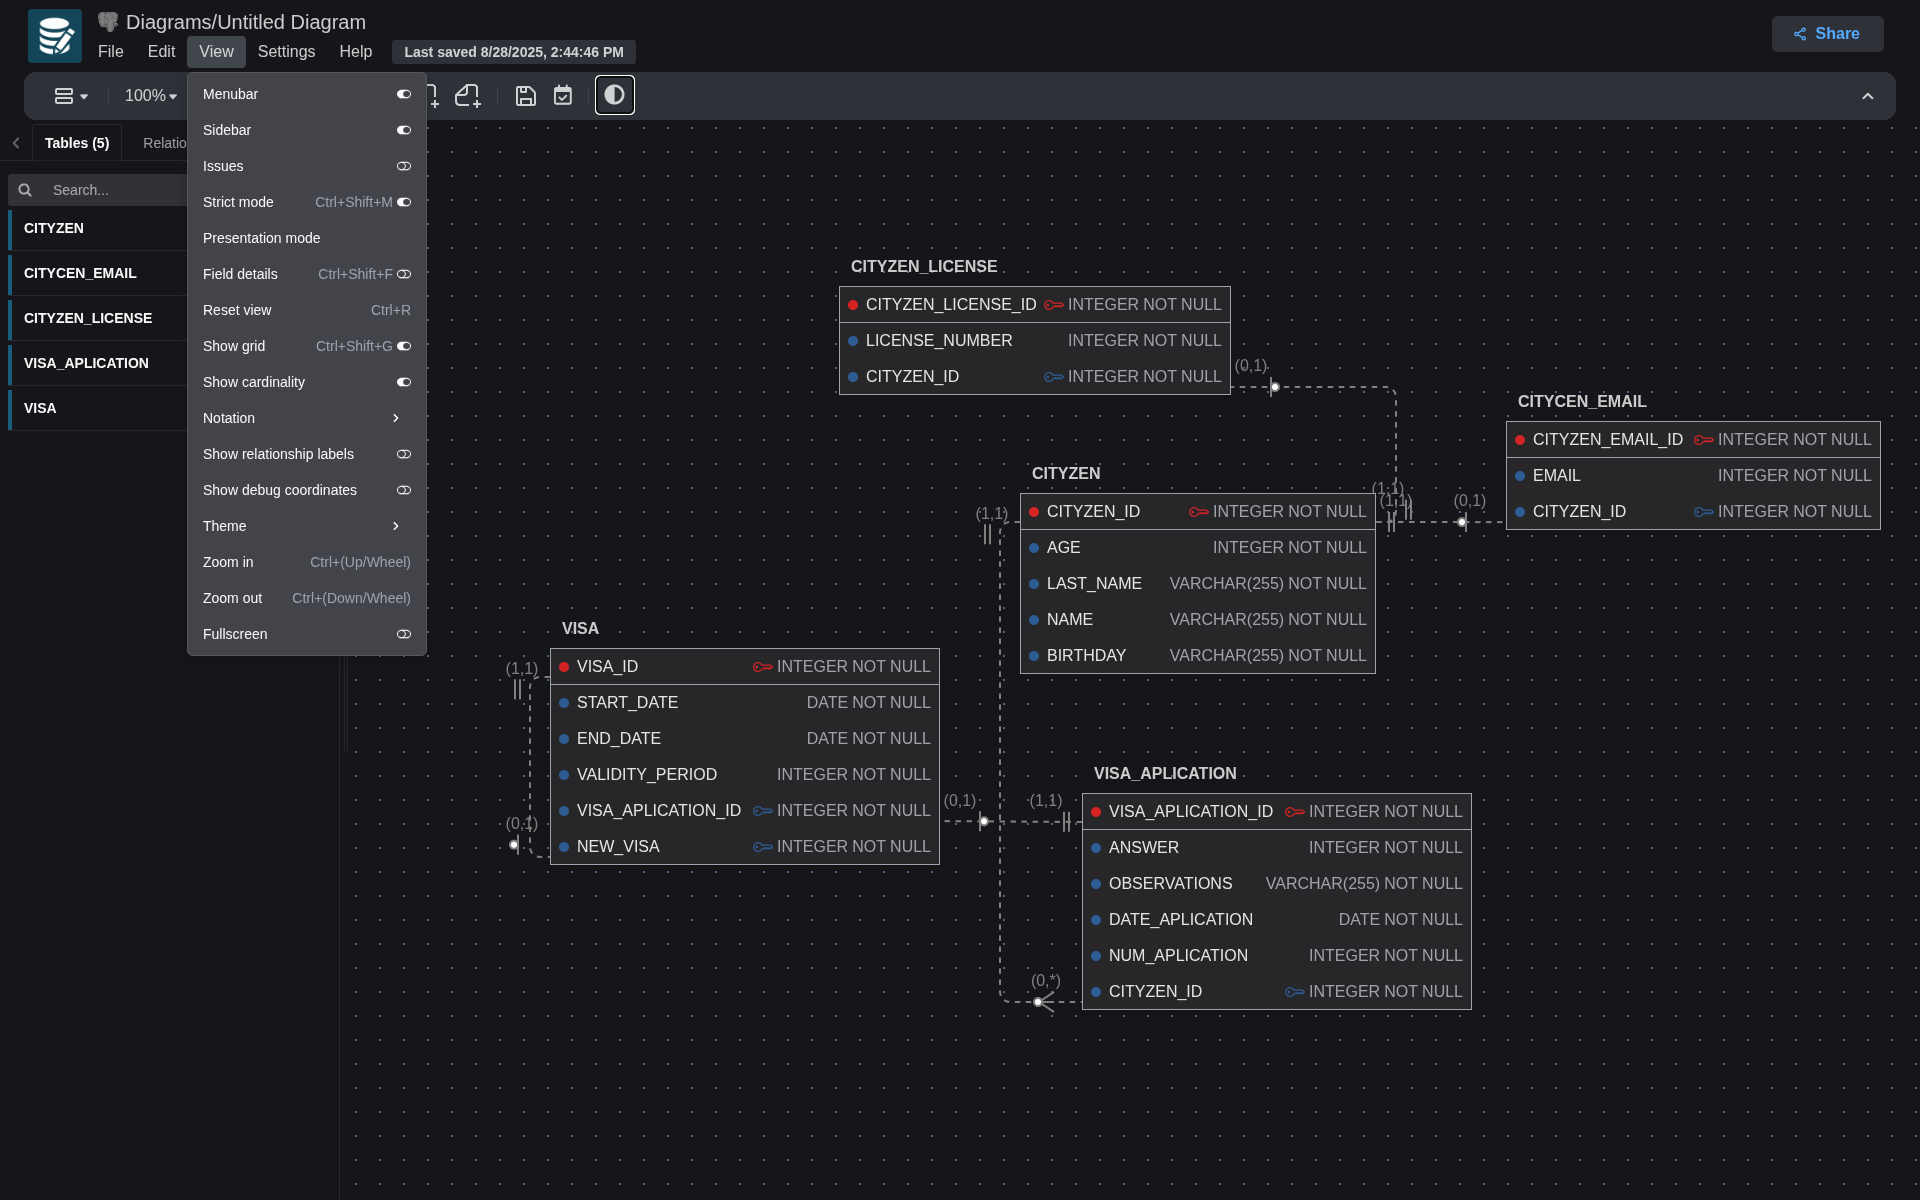 Diagrams/Untitled Diagram
File Edit View Settings Help Last saved 8/28/2025, 2:44:46 PM
Share
100%
Tables (5)
Relatio
Search...
CITYZEN
CITYCEN_EMAIL
CITYZEN_LICENSE
VISA_APLICATION
VISA
Menubar
Sidebar
Issues
Strict mode Ctrl+Shift+M
Presentation mode
Field details Ctrl+Shift+F
Reset view Ctrl+R
Show grid Ctrl+Shift+G
Show cardinality
Notation
Show relationship labels
Show debug coordinates
Theme
Zoom in Ctrl+(Up/Wheel)
Zoom out Ctrl+(Down/Wheel)
Fullscreen
CITYZEN_LICENSE
CITYZEN_LICENSE_ID INTEGER NOT NULL
LICENSE_NUMBER INTEGER NOT NULL
CITYZEN_ID INTEGER NOT NULL
(0,1)
CITYCEN_EMAIL
CITYZEN_EMAIL_ID INTEGER NOT NULL
EMAIL INTEGER NOT NULL
CITYZEN_ID INTEGER NOT NULL
(1,1)
(1,1)
(0,1)
CITYZEN
(1,1)
CITYZEN_ID INTEGER NOT NULL
AGE INTEGER NOT NULL
LAST_NAME VARCHAR(255) NOT NULL
NAME VARCHAR(255) NOT NULL
BIRTHDAY VARCHAR(255) NOT NULL
VISA
(1,1)
VISA_ID INTEGER NOT NULL
START_DATE DATE NOT NULL
END_DATE DATE NOT NULL
VALIDITY_PERIOD INTEGER NOT NULL
VISA_APLICATION_ID INTEGER NOT NULL
NEW_VISA INTEGER NOT NULL
(0,1)
(0,1)
(1,1)
VISA_APLICATION
VISA_APLICATION_ID INTEGER NOT NULL
ANSWER INTEGER NOT NULL
OBSERVATIONS VARCHAR(255) NOT NULL
DATE_APLICATION DATE NOT NULL
NUM_APLICATION INTEGER NOT NULL
CITYZEN_ID INTEGER NOT NULL
(0,*)